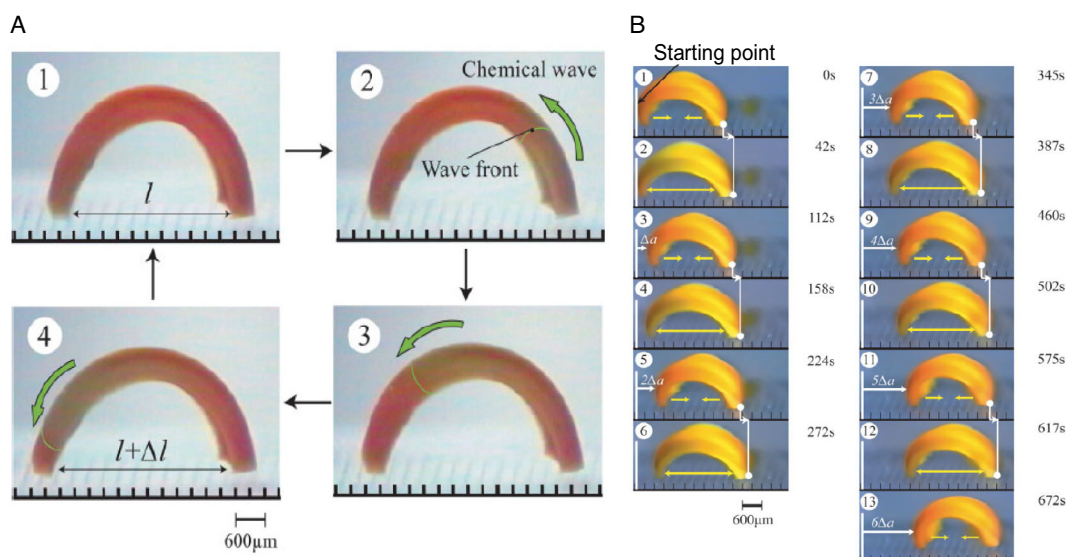 A
1
l
2
Chemical wave
Wave front
4
l+Δl
3
600μm
B
Starting point
1
0s
2
42s
3
Δa
112s
4
158s
5
2Δa
224s
6
272s
600μm
7
3Δa
345s
8
387s
9
4Δa
460s
10
502s
11
5Δa
575s
12
617s
13
6Δa
672s